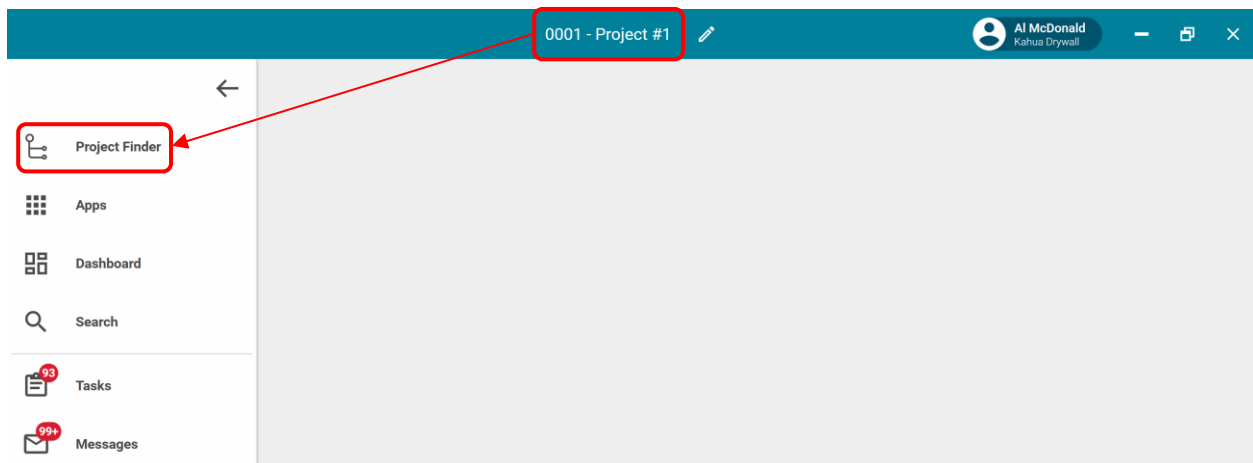 0001 - Project #1
Al McDonald
Kahua Drywall
Project Finder
Apps
Dashboard
Search
93
Tasks
99+
Messages